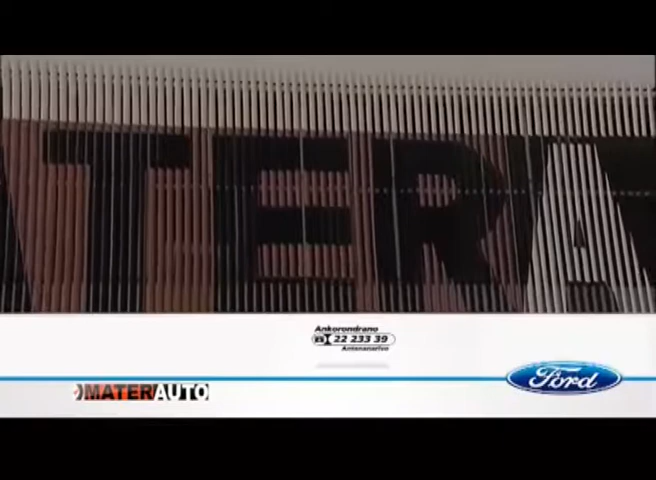 TERA
Ankorondrano
22 233 39
Antananarivo
Ford
MATERAUTO